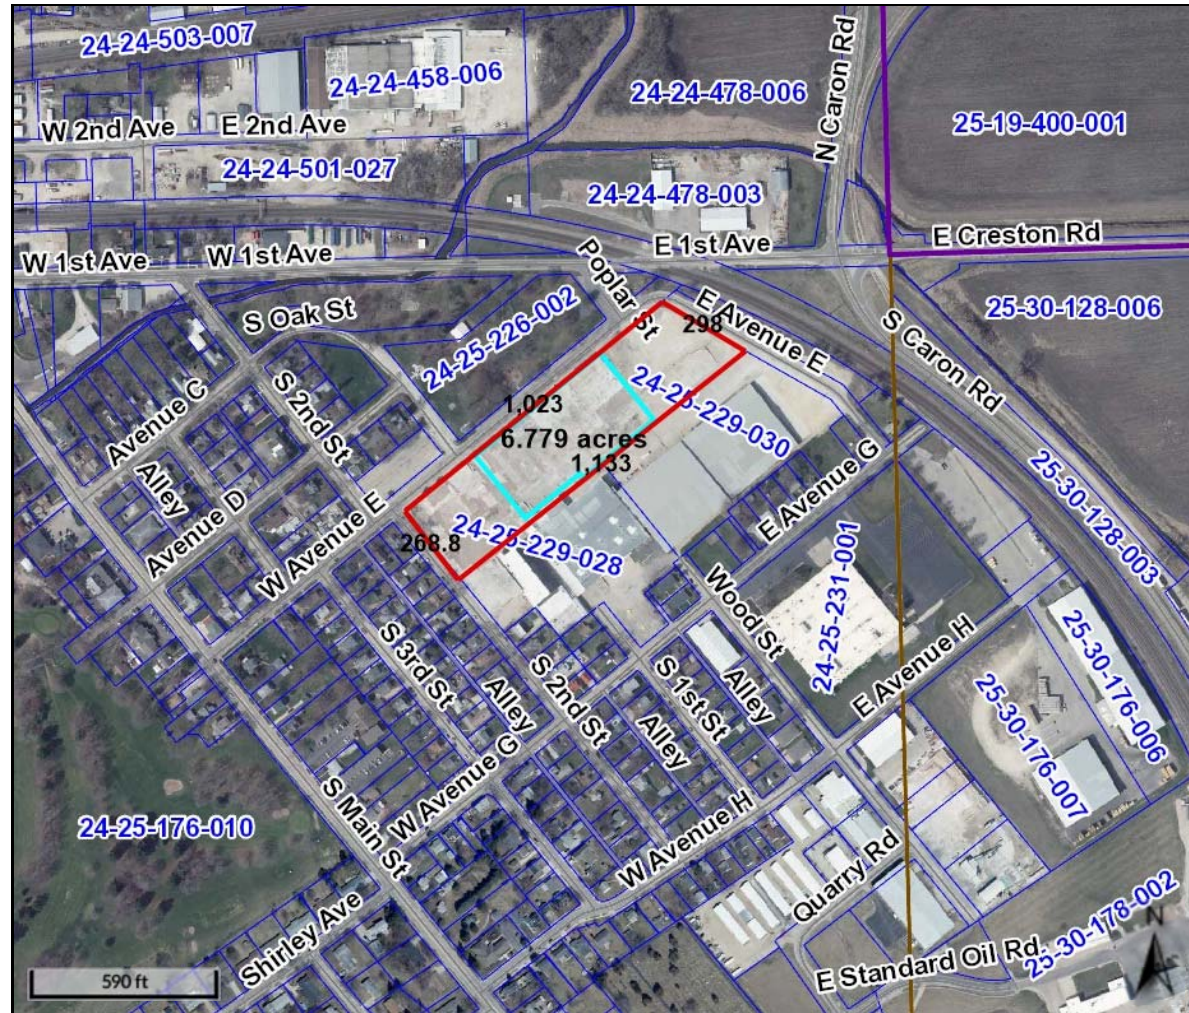 24-24-503-007
24-24-458-006
24-24-478-006
N Caron Rd
25-19-400-001
W 2nd Ave
E 2nd Ave
24-24-501-027
24-24-478-003
E Creston Rd
W 1st Ave
W 1st Ave
E 1st Ave
Poplar St
S Oak St
24-25-226-002
E Avenue E
298
25-30-128-006
S Caron Rd
Avenue C
S 2nd St
1,023
24-25-229-030
6.779 acres
1,133
Alley
Avenue D
W Avenue E
268.8
24-25-229-028
E Avenue G
25-30-128-003
24-25-231-001
Wood St
E Avenue H
25-30-176-006
25-30-176-007
S 3rd St
Alley
S 2nd St
S 1st St
Alley
Alley
W Avenue G
W Avenue H
24-25-176-010
S Main St
Quarry Rd
Shirley Ave
25-30-178-002
E Standard Oil Rd
590 ft
N